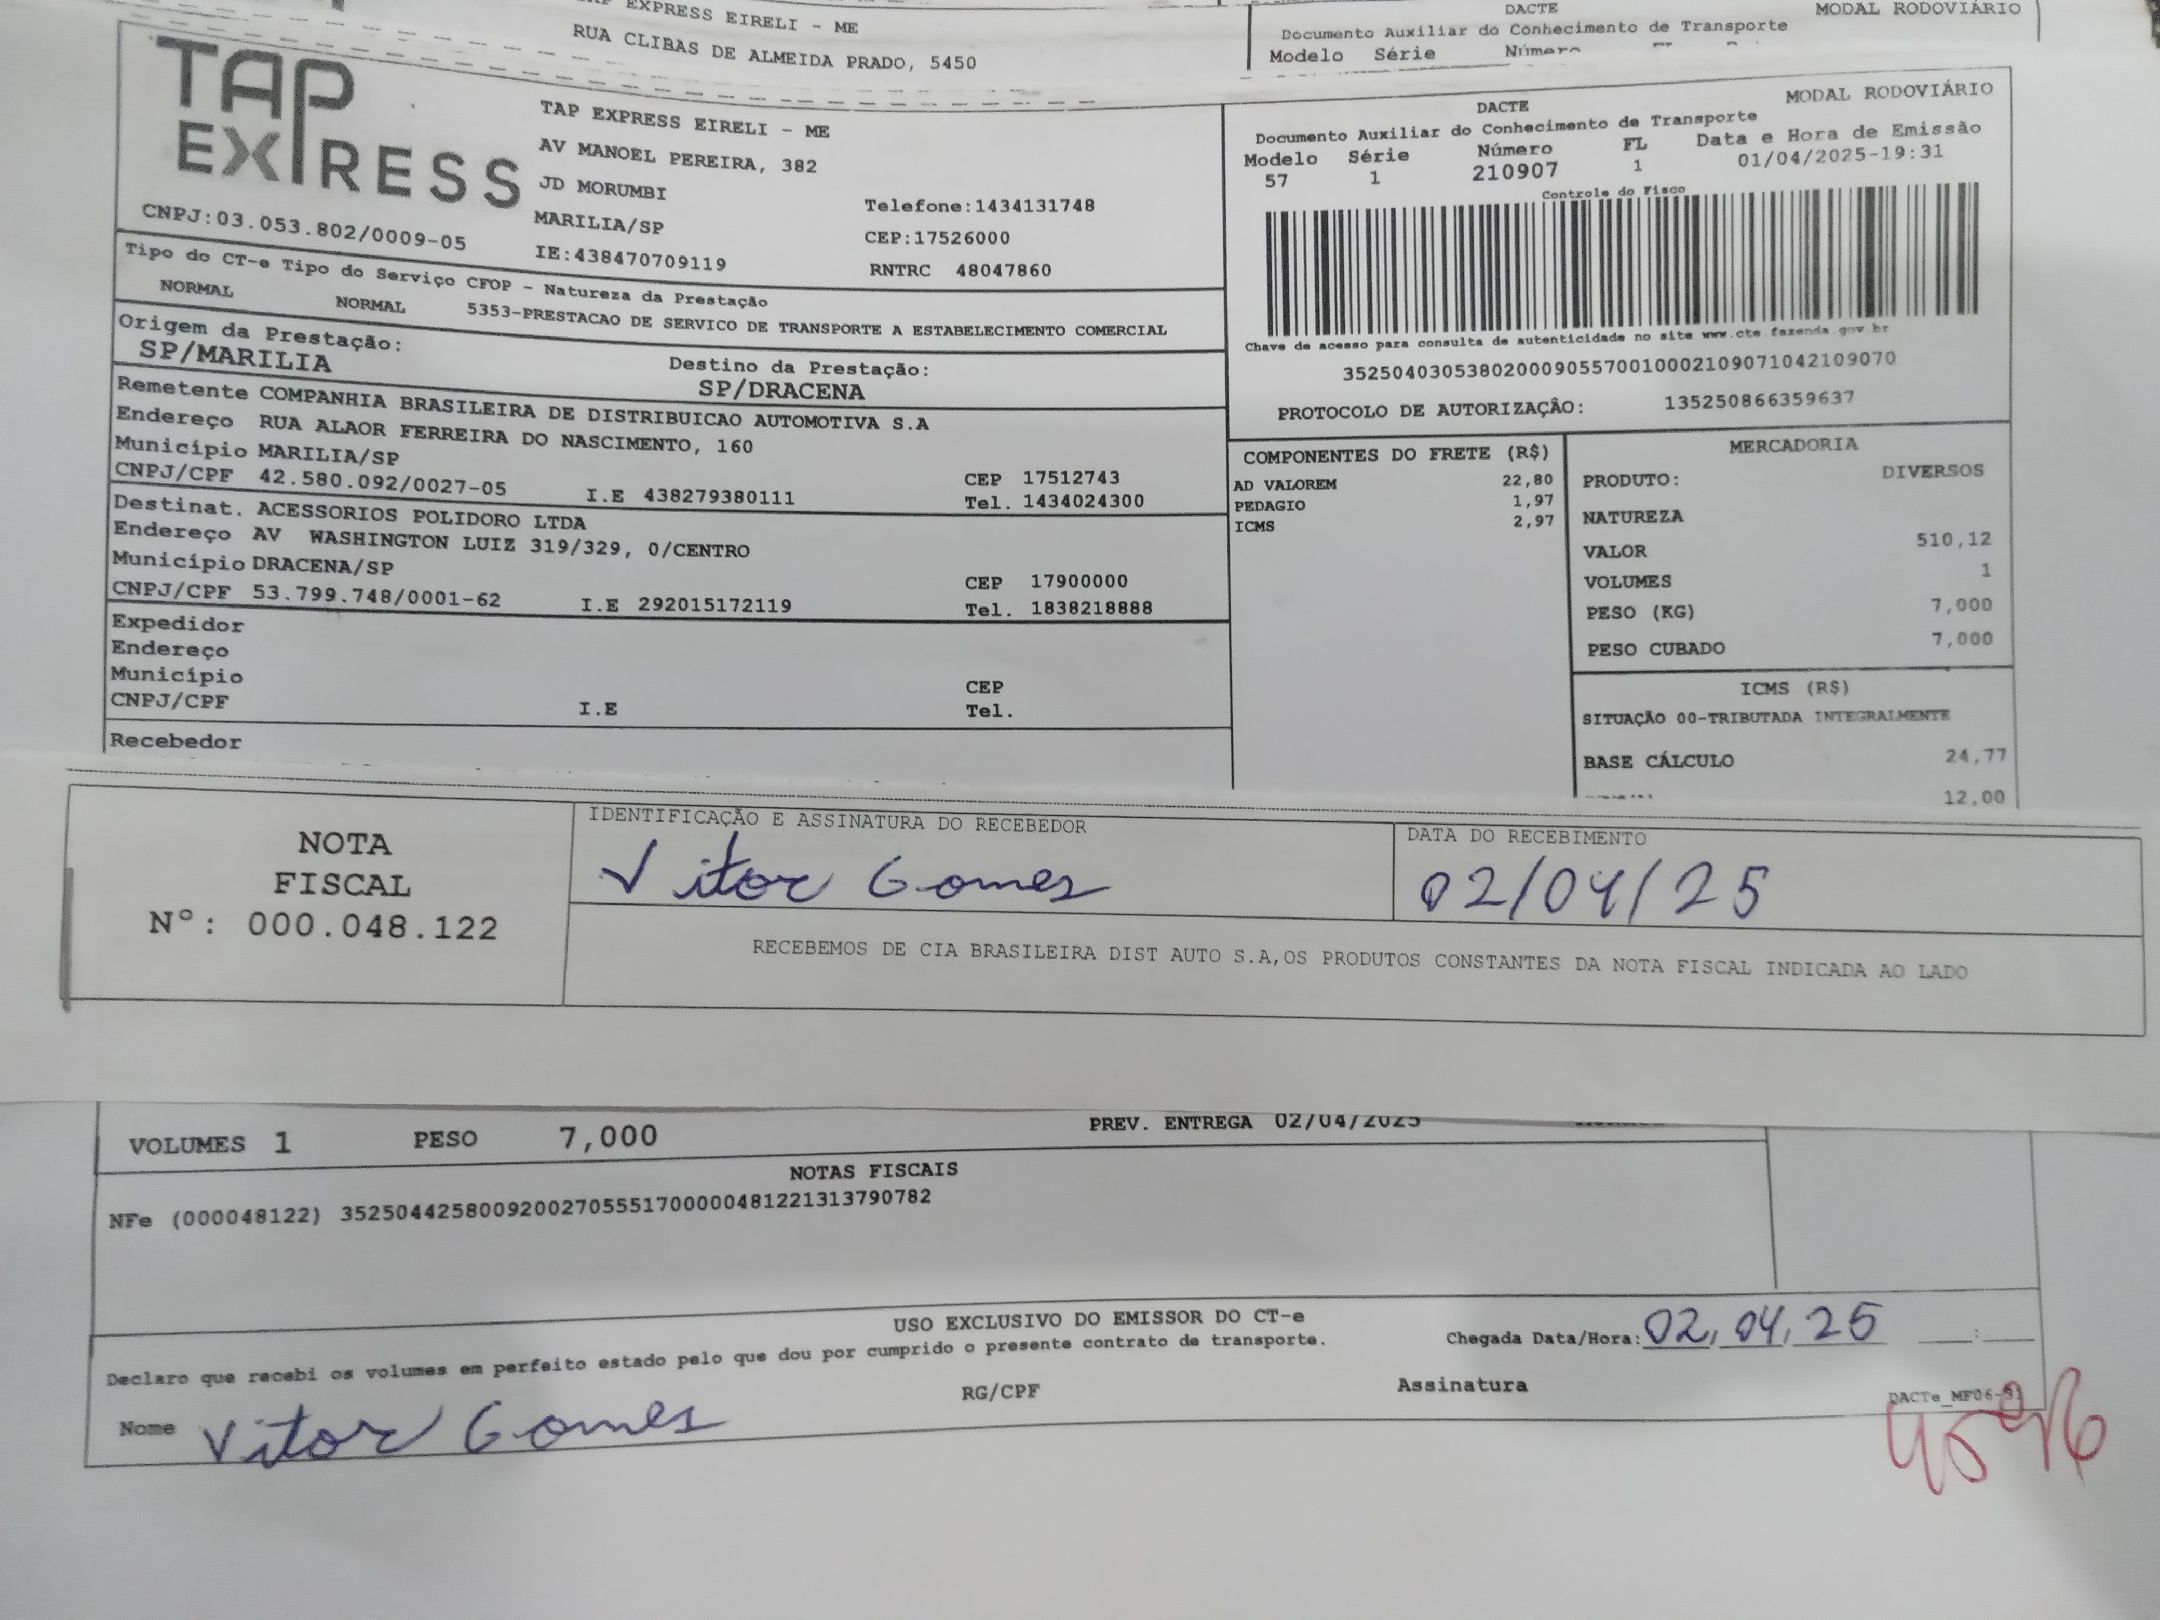 EXPRESS EIRELI - ME
RUA CLIBAS DE ALMEIDA PRADO, 5450
DACTE
MODAL RODOVIÁRIO
Documento Auxiliar do Conhecimento de Transporte
Modelo Série Número
TAP EXPRESS
TAP EXPRESS EIRELI - ME
AV MANOEL PEREIRA, 382
JD MORUMBI
MARILIA/SP
IE:438470709119
Telefone:1434131748
CEP:17526000
RNTRC 48047860
CNPJ:03.053.802/0009-05
DACTE
MODAL RODOVIÁRIO
Documento Auxiliar do Conhecimento de Transporte
Modelo Série Número FL Data e Hora de Emissão
57 1 210907 1 01/04/2025-19:31
Controle do Fisco
Chave de acesso para consulta de autenticidade no site www.cte.fazenda.gov.br
35250403053802000905570010002109071042109070
PROTOCOLO DE AUTORIZAÇÃO: 135250866359637
Tipo do CT-e Tipo do Serviço CFOP - Natureza da Prestação
NORMAL NORMAL 5353-PRESTACAO DE SERVICO DE TRANSPORTE A ESTABELECIMENTO COMERCIAL
Origem da Prestação:
SP/MARILIA
Destino da Prestação:
SP/DRACENA
Remetente COMPANHIA BRASILEIRA DE DISTRIBUICAO AUTOMOTIVA S.A
Endereço RUA ALAOR FERREIRA DO NASCIMENTO, 160
Município MARILIA/SP CEP 17512743
CNPJ/CPF 42.580.092/0027-05 I.E 438279380111 Tel. 1434024300
Destinat. ACESSORIOS POLIDORO LTDA
Endereço AV WASHINGTON LUIZ 319/329, 0/CENTRO
Município DRACENA/SP CEP 17900000
CNPJ/CPF 53.799.748/0001-62 I.E 292015172119 Tel. 1838218888
Expedidor
Endereço
Município CEP
CNPJ/CPF I.E Tel.
Recebedor
COMPONENTES DO FRETE (R$)
AD VALOREM 22,80
PEDAGIO 1,97
ICMS 2,97
MERCADORIA
PRODUTO: DIVERSOS
NATUREZA
VALOR 510,12
VOLUMES 1
PESO (KG) 7,000
PESO CUBADO 7,000
ICMS (R$)
SITUAÇÃO 00-TRIBUTADA INTEGRALMENTE
BASE CÁLCULO 24,77
12,00
NOTA
FISCAL
Nº: 000.048.122
IDENTIFICAÇÃO E ASSINATURA DO RECEBEDOR
Vitor Gomes
DATA DO RECEBIMENTO
02/04/25
RECEBEMOS DE CIA BRASILEIRA DIST AUTO S.A,OS PRODUTOS CONSTANTES DA NOTA FISCAL INDICADA AO LADO
VOLUMES 1 PESO 7,000 PREV. ENTREGA 02/04/2025
NOTAS FISCAIS
NFe (000048122) 35250442580092002705551700000481221313790782
USO EXCLUSIVO DO EMISSOR DO CT-e
Declaro que recebi os volumes em perfeito estado pelo que dou por cumprido o presente contrato de transporte.
Chegada Data/Hora: 02,04,25 __:__
Nome Vitor Gomes RG/CPF Assinatura